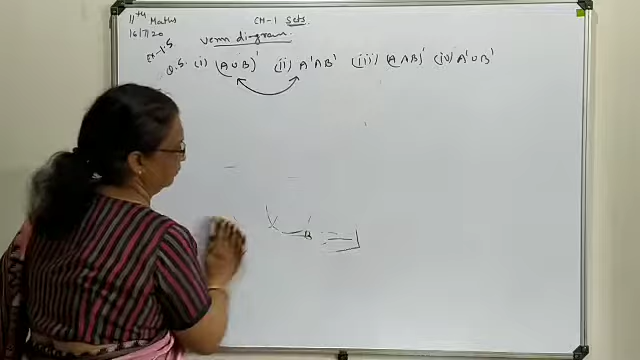 11th Maths CH-1 Sets.
16/7/20 Venn diagram
Ex-1.5
Q.5. (i) (A∪B)' (ii) A'∩B' (iii) (A∩B)' (iv) A'∪B'
B